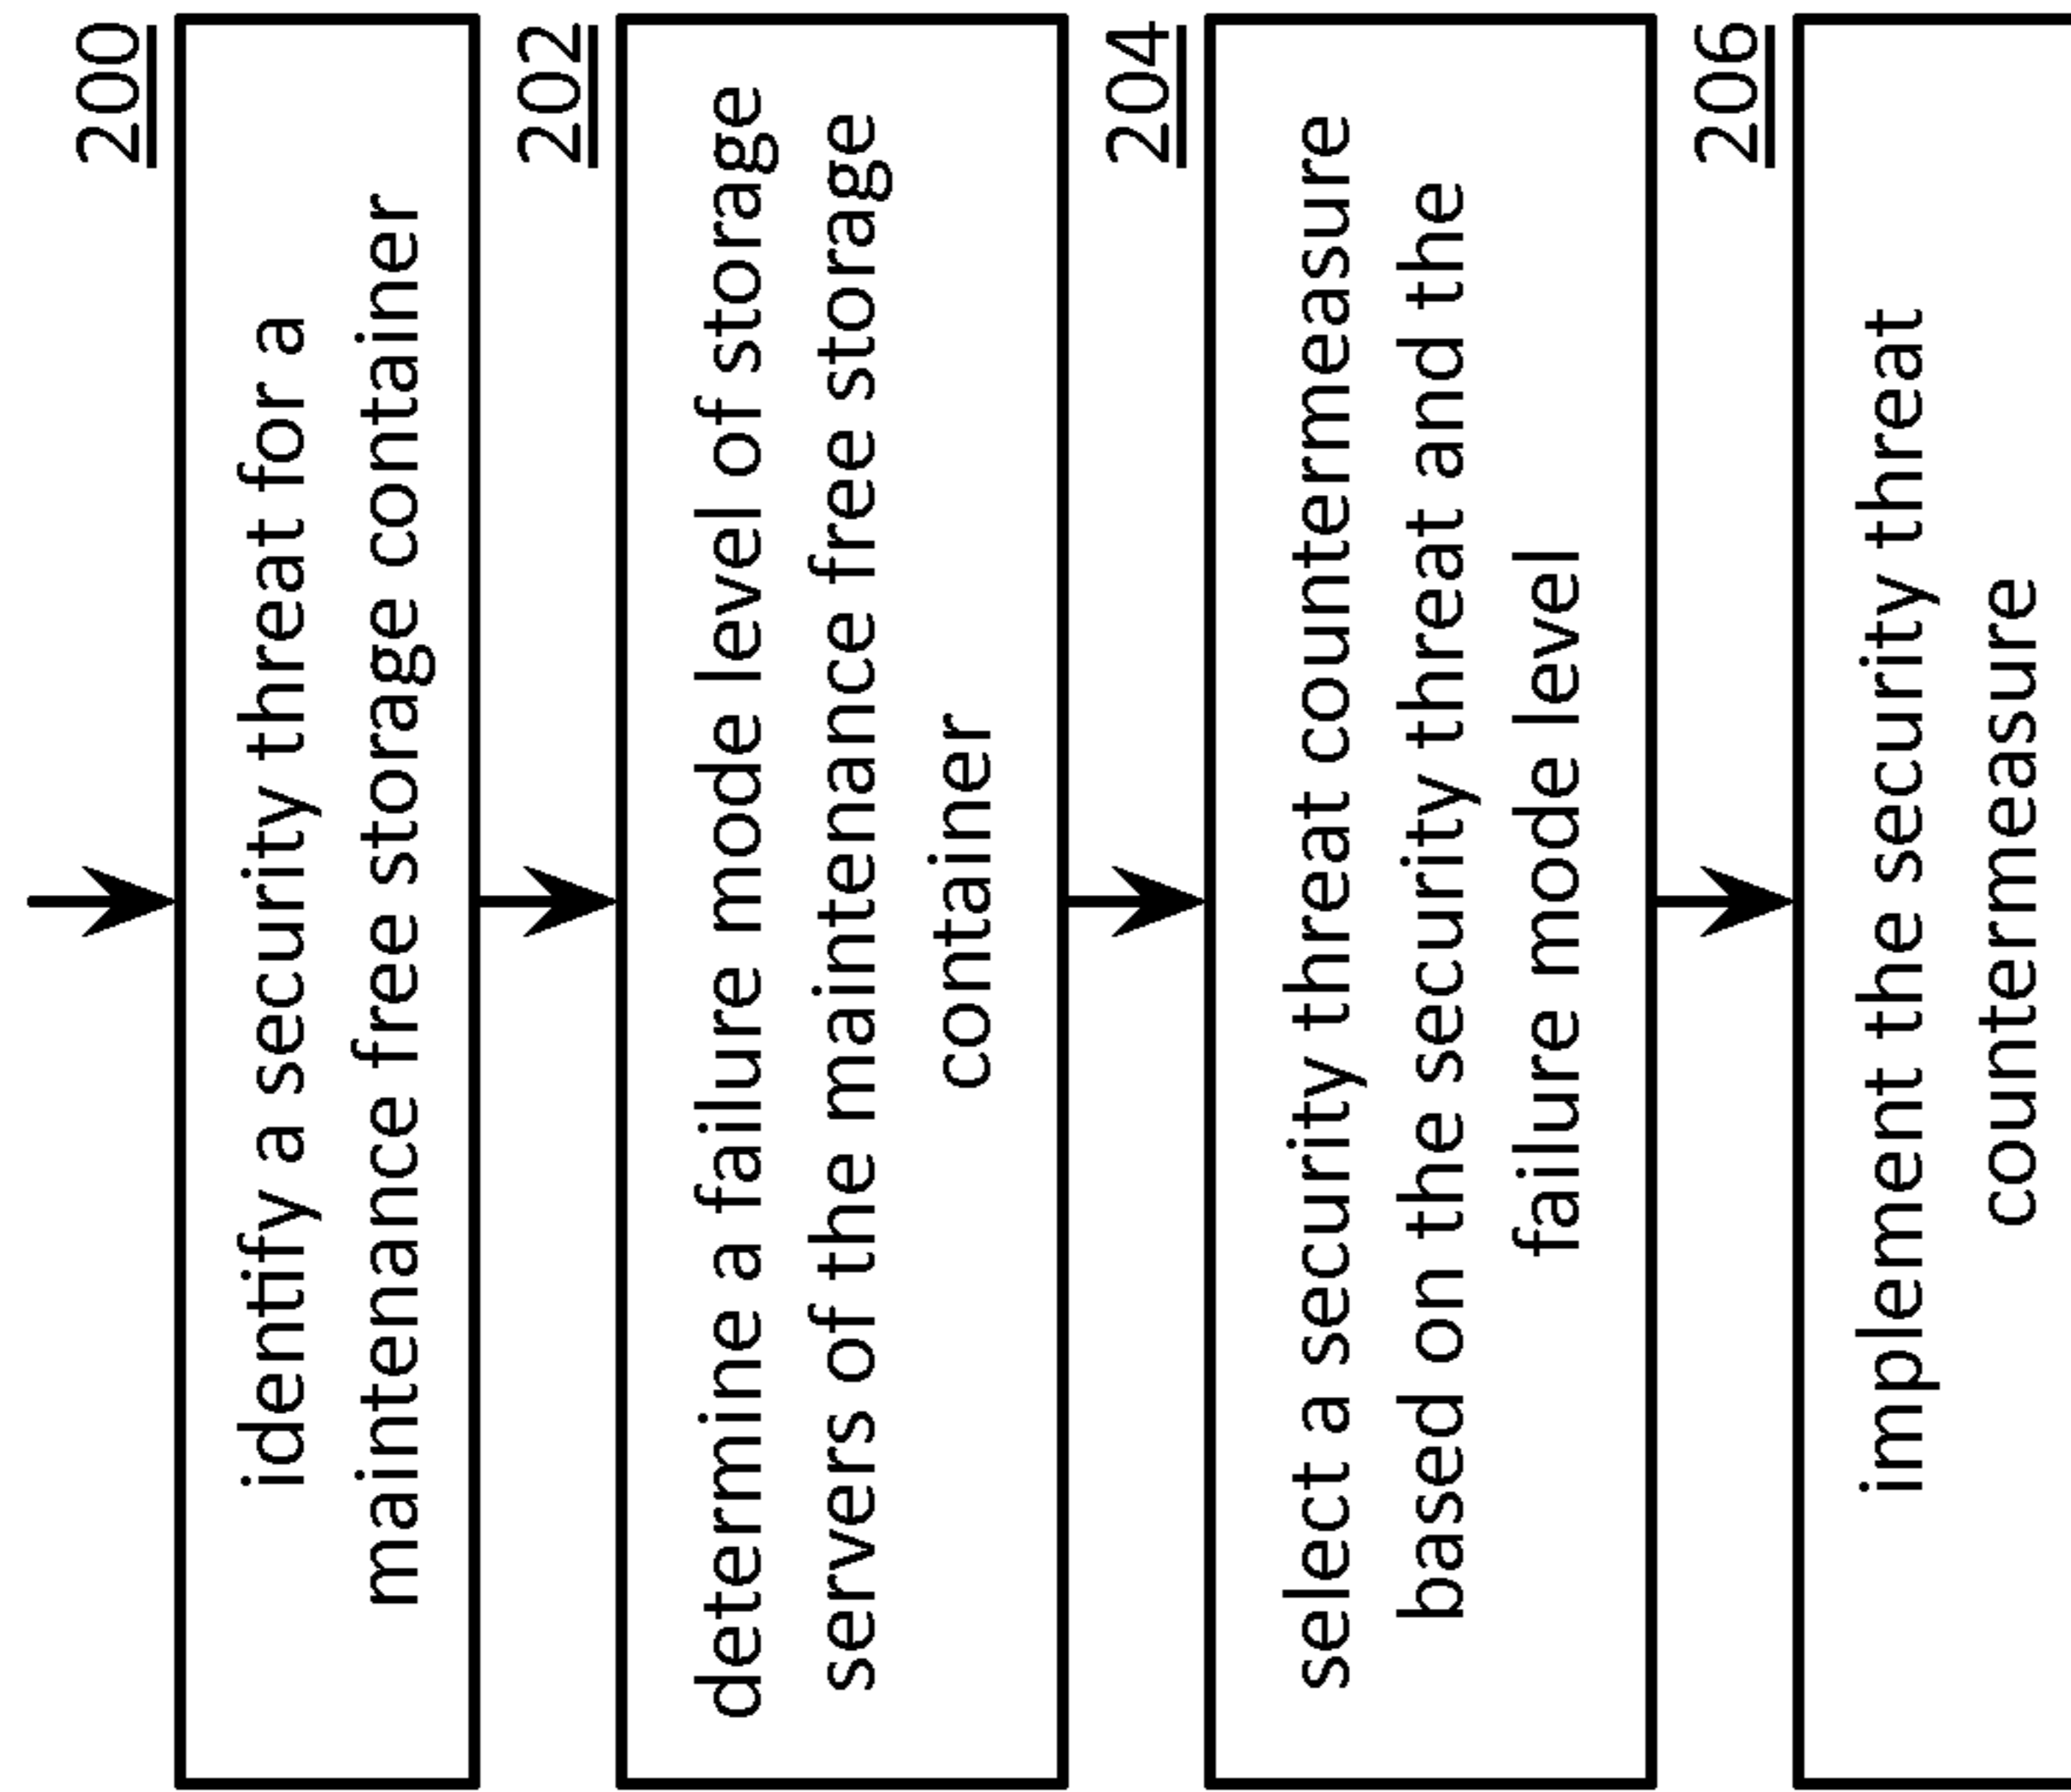 200
identify a security threat for a
maintenance free storage container
202
determine a failure mode level of storage
servers of the maintenance free storage
container
204
select a security threat countermeasure
based on the security threat and the
failure mode level
206
implement the security threat
countermeasure